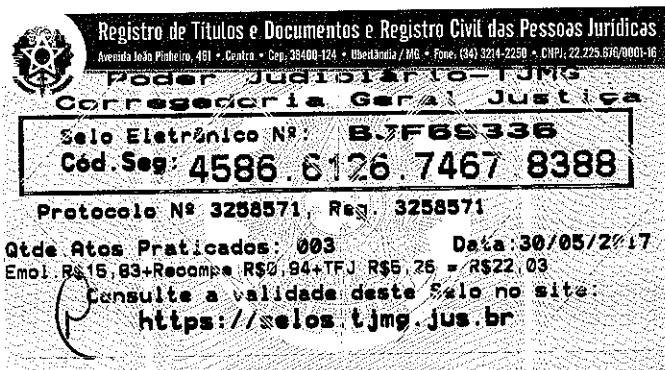 Registro de Títulos e Documentos e Registro Civil das Pessoas Jurídicas
Avenida João Pinheiro, 461 • Centro • Cep: 38400-124 • Uberlândia / MG • Fone: (34) 3214-2250 • CNPJ: 22.225.676/0001-16
Poder Judiciário-TJMG
Corregedoria Geral Justiça
Selo Eletrônico Nº:
Cód.Seg: 4586.6126.7467.8388
Protocolo Nº 3258571, Reg. 3258571
Qtde Atos Praticados: 003 Data:30/05/2017
Emol R$15,83+Recompe R$0,94+TFJ R$5,26 = R$22,03
Consulte a validade deste Selo no site:
https://selos.tjmg.jus.br